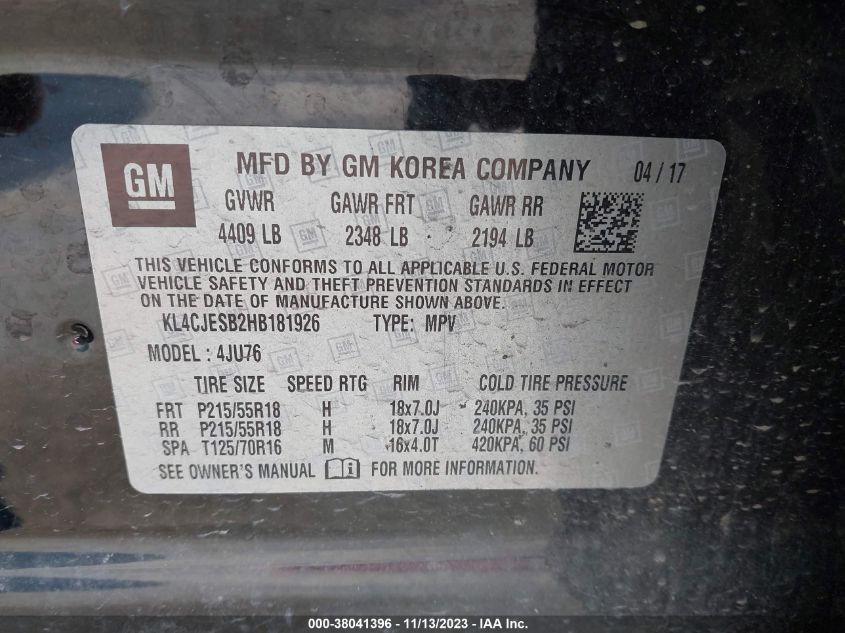 GM MFD BY GM KOREA COMPANY 04 / 17
GVWR GAWR FRT GAWR RR
4409 LB 2348 LB 2194 LB
THIS VEHICLE CONFORMS TO ALL APPLICABLE U.S. FEDERAL MOTOR
VEHICLE SAFETY AND THEFT PREVENTION STANDARDS IN EFFECT
ON THE DATE OF MANUFACTURE SHOWN ABOVE.
KL4CJESB2HB181926 TYPE: MPV
MODEL : 4JU76
TIRE SIZE SPEED RTG RIM COLD TIRE PRESSURE
FRT P215/55R18 H 18x7.0J 240KPA, 35 PSI
RR P215/55R18 H 18x7.0J 240KPA, 35 PSI
SPA T125/70R16 M 16x4.0T 420KPA, 60 PSI
SEE OWNER'S MANUAL FOR MORE INFORMATION.
000-38041396 - 11/13/2023 - IAA Inc.